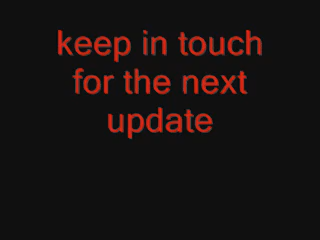 keep in touch
for the next
update